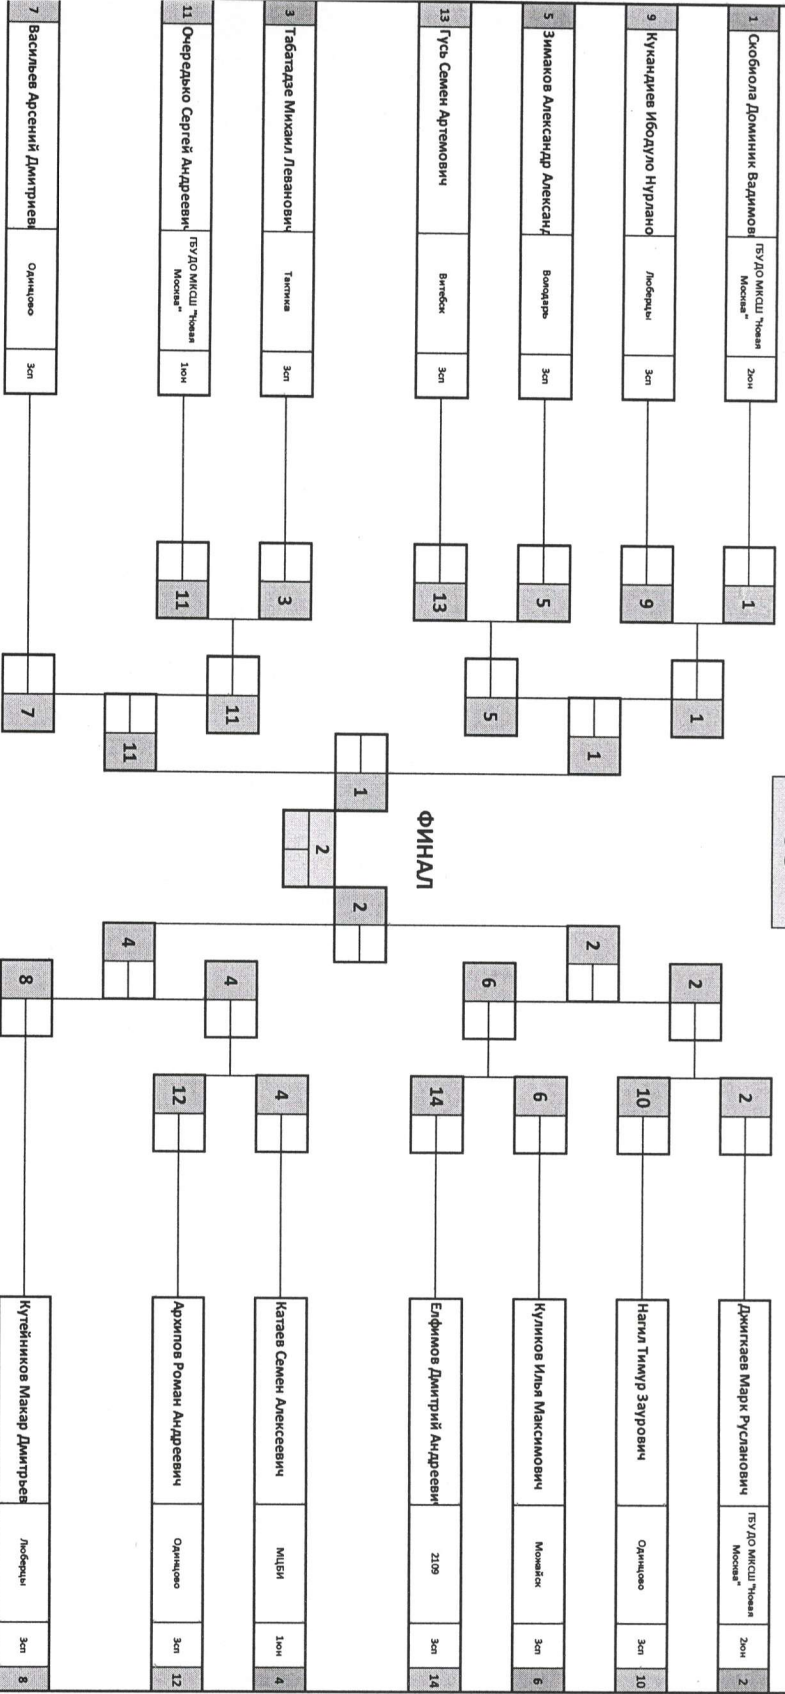 1 Скобиола Доминик Вадимов
ГБУ ДО МКСШ "Новая
Москва"
2юн
9 Кукандиев Ибодуло Нурлано
Люберцы
3сп
5 Зимаков Александр Александ
Володарь
3сп
13 Гусь Семен Артемович
Витебск
3сп
3 Табатадзе Михаил Леванович
Тактика
3сп
11 Очередько Сергей Андреевич
ГБУ ДО МКСШ "Новая
Москва"
1юн
7 Васильев Арсений Дмитриеви
Одинцово
3сп
1
9
5
13
3
11
1
5
11
7
1
11
ФИНАЛ
1
2
2
2
4
2
6
4
8
2
10
6
14
4
12
Джигкаев Марк Русланович
ГБУ ДО МКСШ "Новая
Москва"
2юн
2
Нагил Тимур Заурович
Одинцово
3сп
10
Куликов Илья Максимович
Можайск
3сп
6
Елфимов Дмитрий Андреевич
2109
3сп
14
Катаев Семен Алексеевич
МЦБИ
1юн
4
Архипов Роман Андреевич
Одинцово
3сп
12
Кутейников Макар Дмитрьев
Люберцы
3сп
8